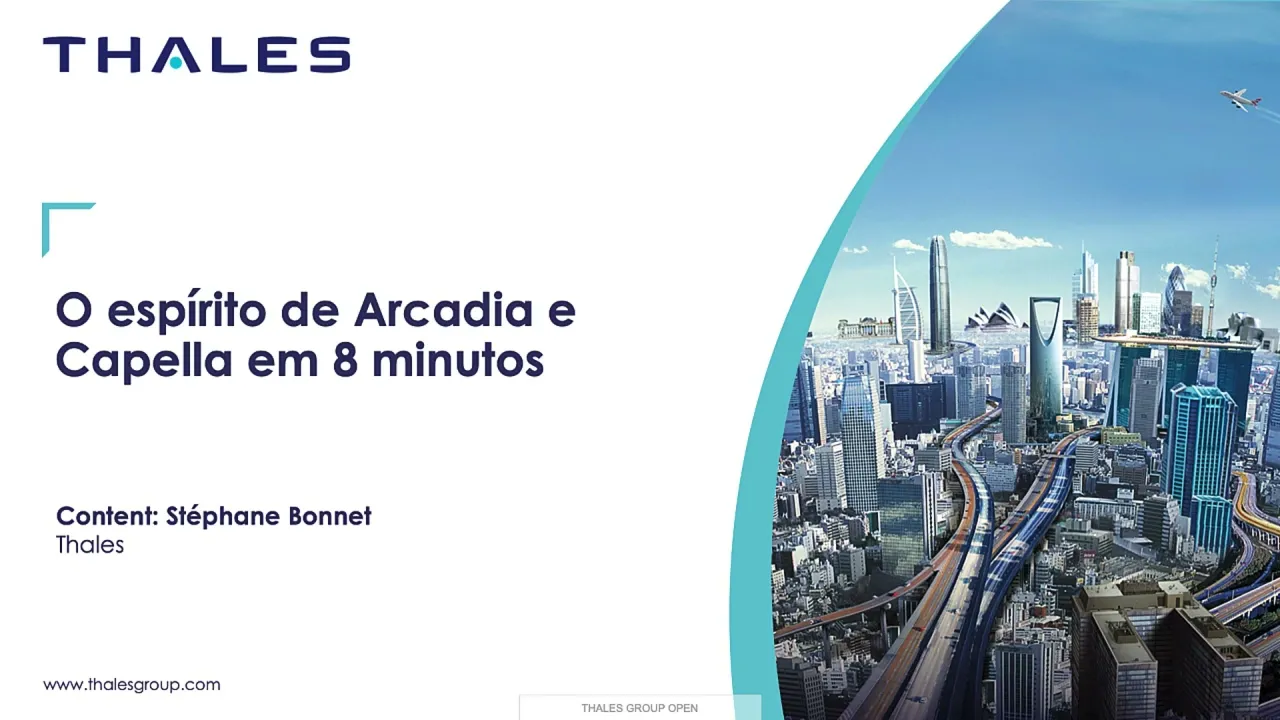 THALES
O espírito de Arcadia e
Capella em 8 minutos
Content: Stéphane Bonnet
Thales
www.thalesgroup.com
THALES GROUP OPEN